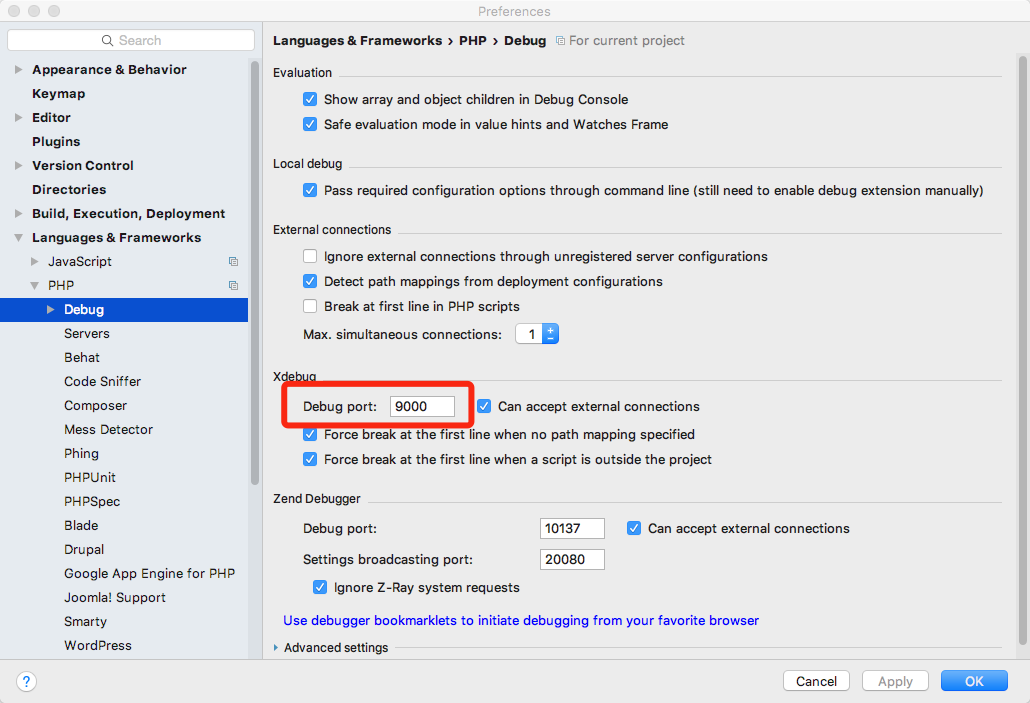 Preferences
Search
Appearance & Behavior
Keymap
Editor
Plugins
Version Control
Directories
Build, Execution, Deployment
Languages & Frameworks
JavaScript
PHP
Debug
Servers
Behat
Code Sniffer
Composer
Mess Detector
Phing
PHPUnit
PHPSpec
Blade
Drupal
Google App Engine for PHP
Joomla! Support
Smarty
WordPress
Languages & Frameworks › PHP › Debug For current project
Evaluation
Show array and object children in Debug Console
Safe evaluation mode in value hints and Watches Frame
Local debug
Pass required configuration options through command line (still need to enable debug extension manually)
External connections
Ignore external connections through unregistered server configurations
Detect path mappings from deployment configurations
Break at first line in PHP scripts
Max. simultaneous connections: 1
Xdebug
Debug port: 9000 Can accept external connections
Force break at the first line when no path mapping specified
Force break at the first line when a script is outside the project
Zend Debugger
Debug port: 10137 Can accept external connections
Settings broadcasting port: 20080
Ignore Z-Ray system requests
Use debugger bookmarklets to initiate debugging from your favorite browser
Advanced settings
? Cancel Apply OK